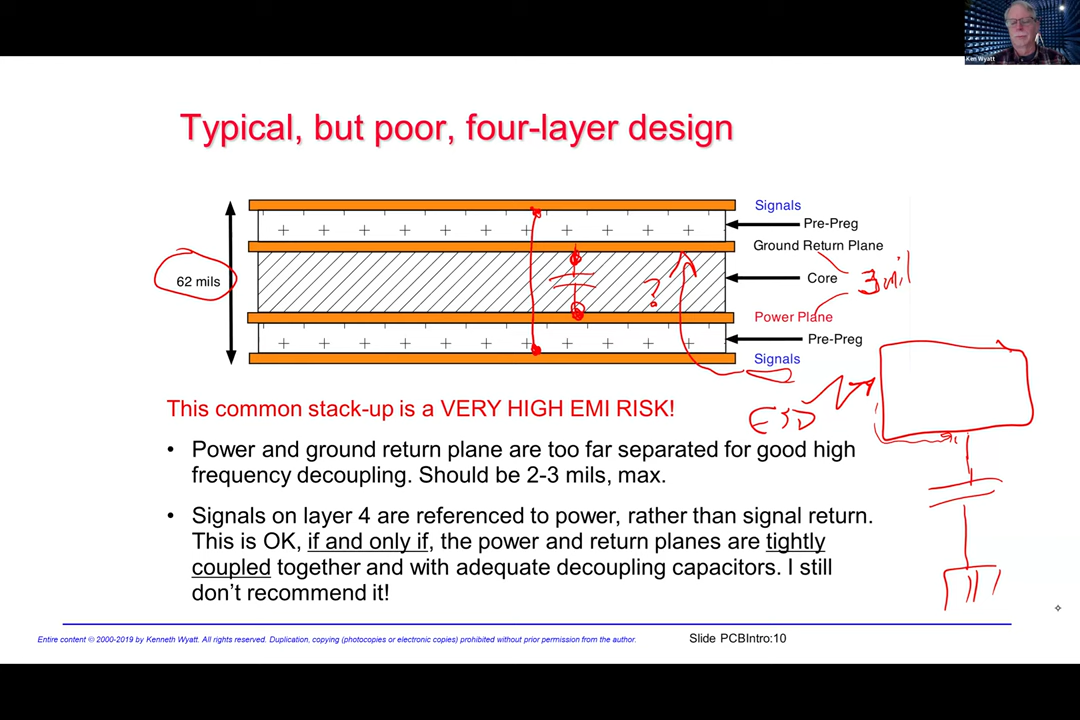 Ken Wyatt
Typical, but poor, four-layer design
Signals
Pre-Preg
Ground Return Plane
62 mils
Core
3 mil
?
Power Plane
Pre-Preg
Signals
ESD
This common stack-up is a VERY HIGH EMI RISK!
• Power and ground return plane are too far separated for good high
frequency decoupling. Should be 2-3 mils, max.
• Signals on layer 4 are referenced to power, rather than signal return.
This is OK, if and only if, the power and return planes are tightly
coupled together and with adequate decoupling capacitors. I still
don't recommend it!
Entire content © 2000-2019 by Kenneth Wyatt. All rights reserved. Duplication, copying (photocopies or electronic copies) prohibited without prior permission from the author.
Slide PCBIntro:10